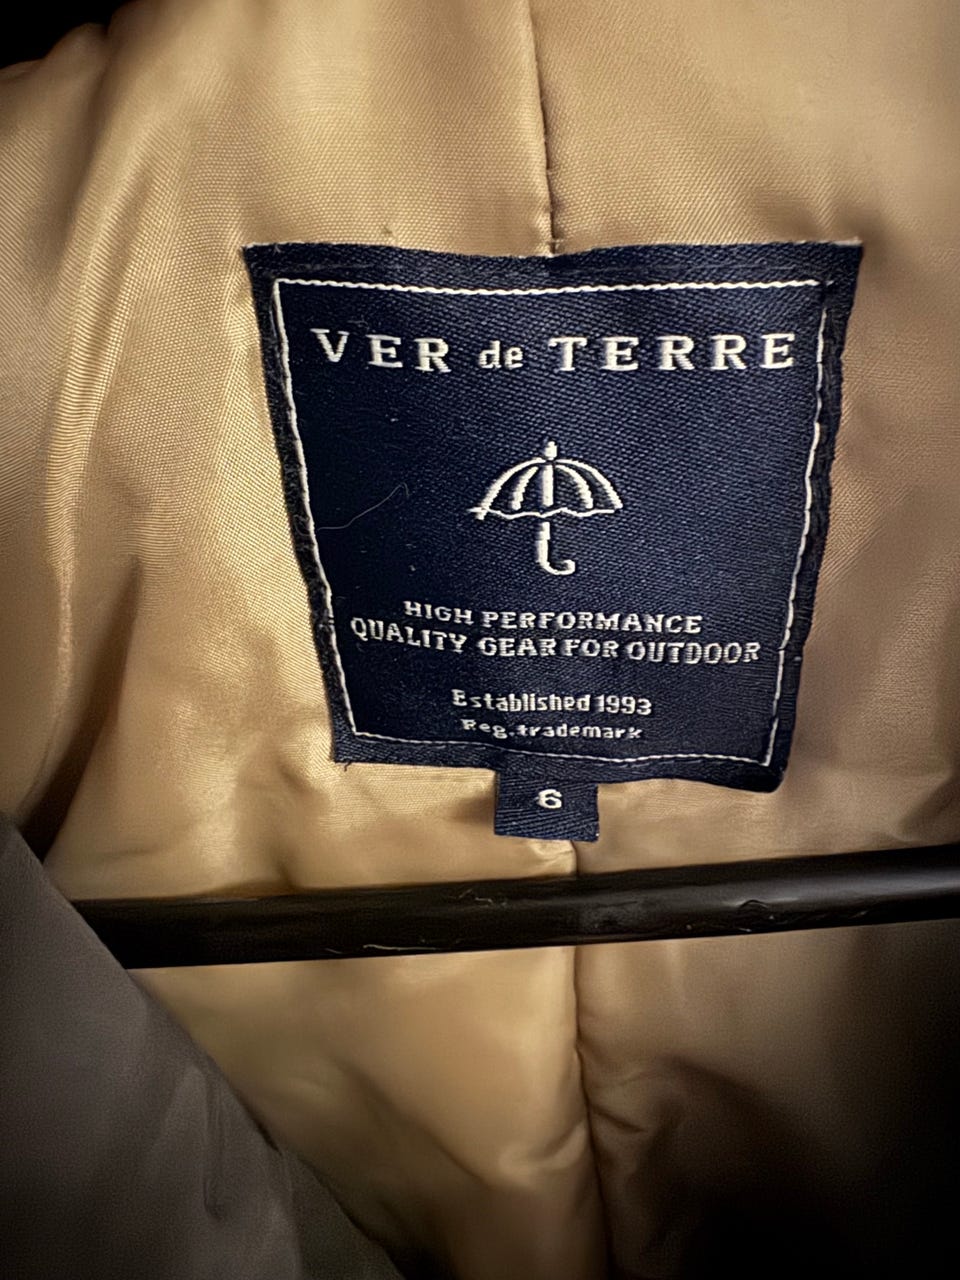 VER de TERRE
HIGH PERFORMANCE
QUALITY GEAR FOR OUTDOOR
Established 1993
Reg.trademark
6